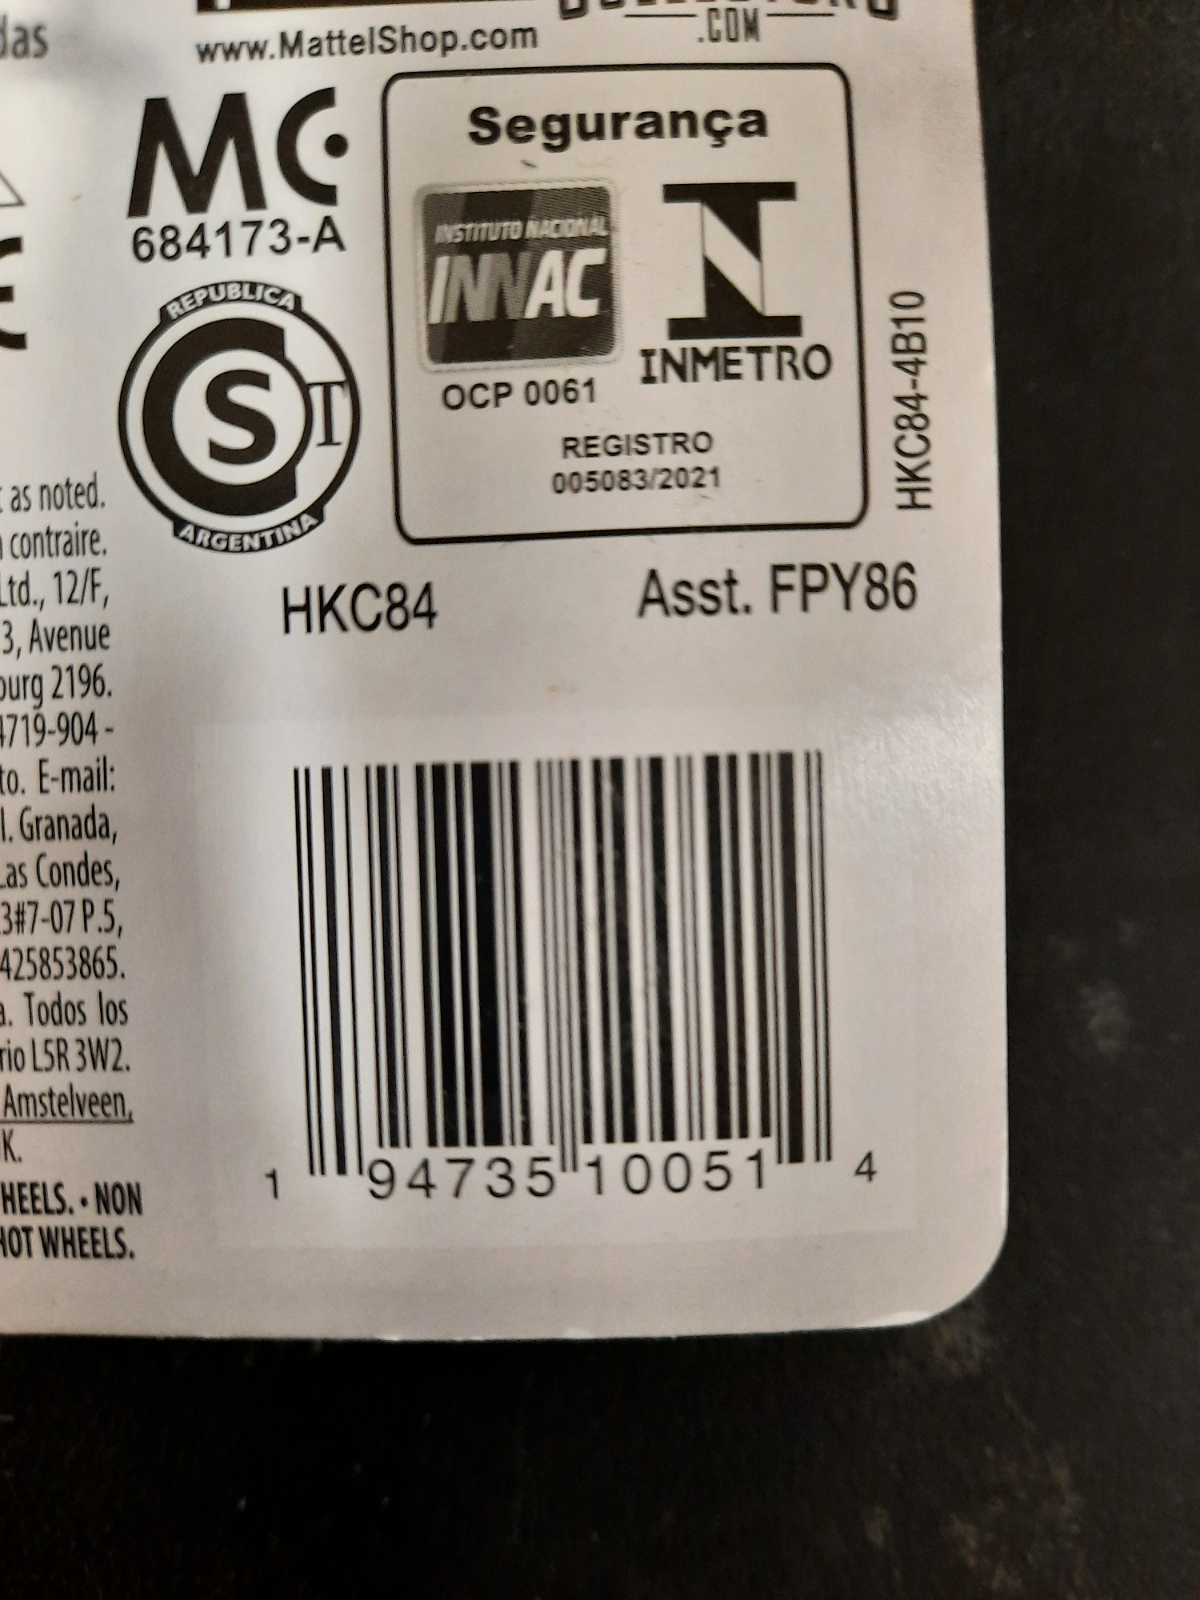 das
www.MattelShop.com
.COM
MC
684173-A
Segurança
INSTITUTO NACIONAL
INNAC
OCP 0061
INMETRO
REGISTRO
005083/2021
HKC84-4B10
REPUBLICA
CST
ARGENTINA
as noted.
contraire.
Ltd., 12/F,
3, Avenue
2196.
4719-904 -
to. E-mail:
l. Granada,
Las Condes,
3#7-07 P.5,
425853865.
a. Todos los
rio L5R 3W2.
Amstelveen,
K.
HEELS. • NON
HOT WHEELS.
HKC84 Asst. FPY86
1 94735 10051 4